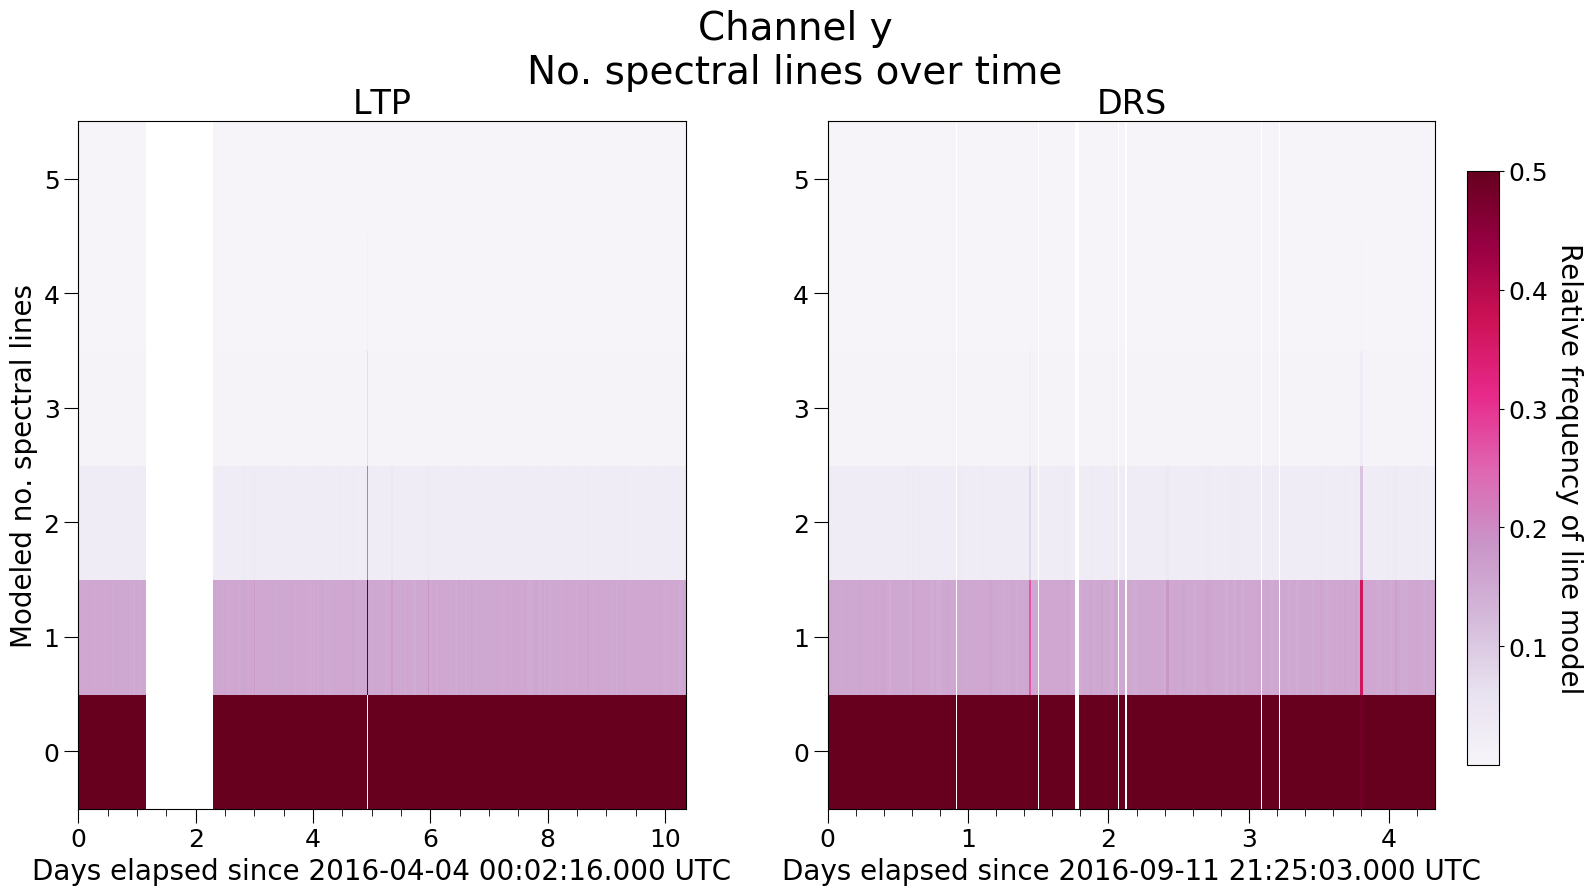 Channel y
No. spectral lines over time
LTP
DRS
Modeled no. spectral lines
5
4
3
2
1
0
0 2 4 6 8 10
Days elapsed since 2016-04-04 00:02:16.000 UTC
5
4
3
2
1
0
0 1 2 3 4
Days elapsed since 2016-09-11 21:25:03.000 UTC
0.5
0.4
0.3
0.2
0.1
Relative frequency of line model